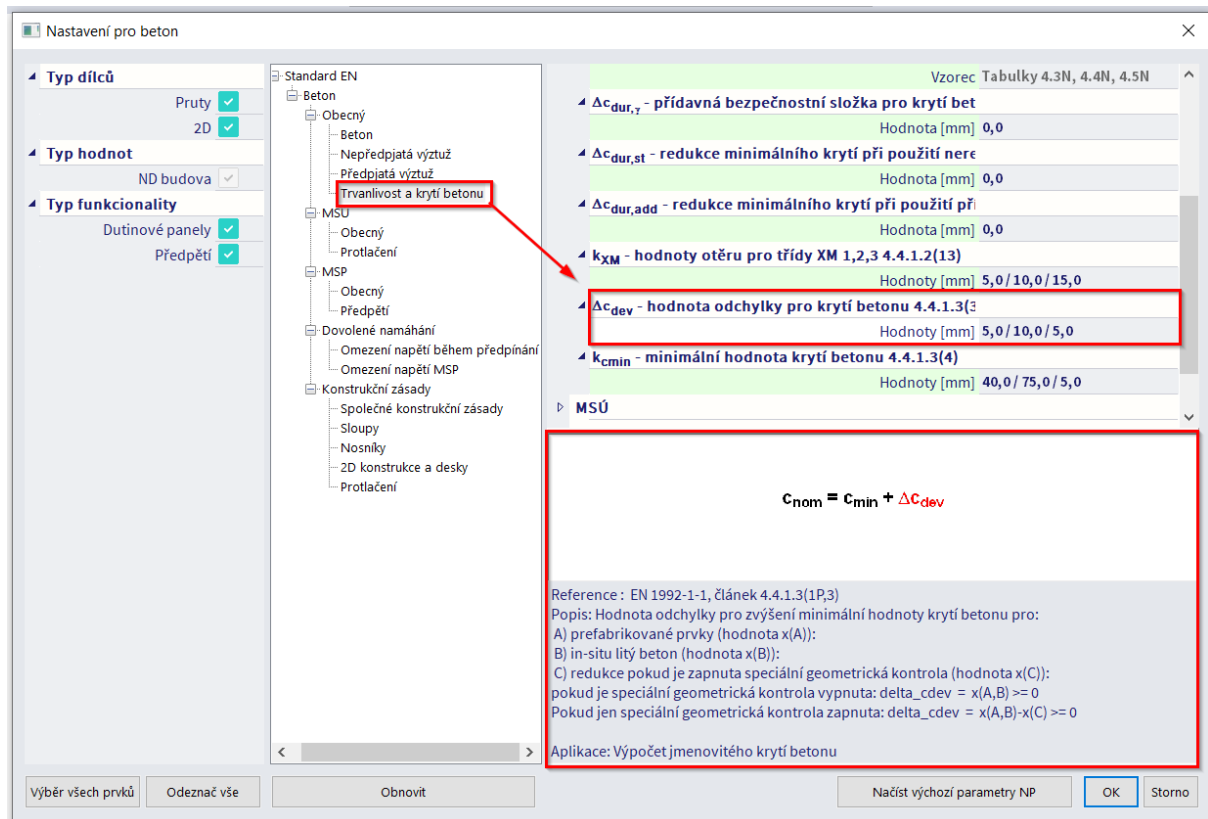 Nastavení pro beton
Typ dílců
Pruty
2D
Typ hodnot
ND budova
Typ funkcionality
Dutinové panely
Předpětí
Standard EN
Beton
Obecný
Beton
Nepředpjatá výztuž
Předpjatá výztuž
Trvanlivost a krytí betonu
MSÚ
Obecný
Protlačení
MSP
Obecný
Předpětí
Dovolené namáhání
Omezení napětí během předpínání
Omezení napětí MSP
Konstrukční zásady
Společné konstrukční zásady
Sloupy
Nosníky
2D konstrukce a desky
Protlačení
Vzorec Tabulky 4.3N, 4.4N, 4.5N
Δcdur,γ - přídavná bezpečnostní složka pro krytí bet
Hodnota [mm] 0,0
Δcdur,st - redukce minimálního krytí při použití nere
Hodnota [mm] 0,0
Δcdur,add - redukce minimálního krytí při použití při
Hodnota [mm] 0,0
kXM - hodnoty otěru pro třídy XM 1,2,3 4.4.1.2(13)
Hodnoty [mm] 5,0/10,0/15,0
Δcdev - hodnota odchylky pro krytí betonu 4.4.1.3(3
Hodnoty [mm] 5,0/10,0/5,0
kcmin - minimální hodnota krytí betonu 4.4.1.3(4)
Hodnoty [mm] 40,0/75,0/5,0
MSÚ
cnom = cmin + Δcdev
Reference : EN 1992-1-1, článek 4.4.1.3(1P,3)
Popis: Hodnota odchylky pro zvýšení minimální hodnoty krytí betonu pro:
A) prefabrikované prvky (hodnota x(A)):
B) in-situ litý beton (hodnota x(B)):
C) redukce pokud je zapnuta speciální geometrická kontrola (hodnota x(C)):
pokud je speciální geometrická kontrola vypnuta: delta_cdev = x(A,B) >= 0
Pokud jen speciální geometrická kontrola zapnuta: delta_cdev = x(A,B)-x(C) >= 0
Aplikace: Výpočet jmenovitého krytí betonu
Výběr všech prvků
Odeznač vše
Obnovit
Načíst výchozí parametry NP
OK
Storno